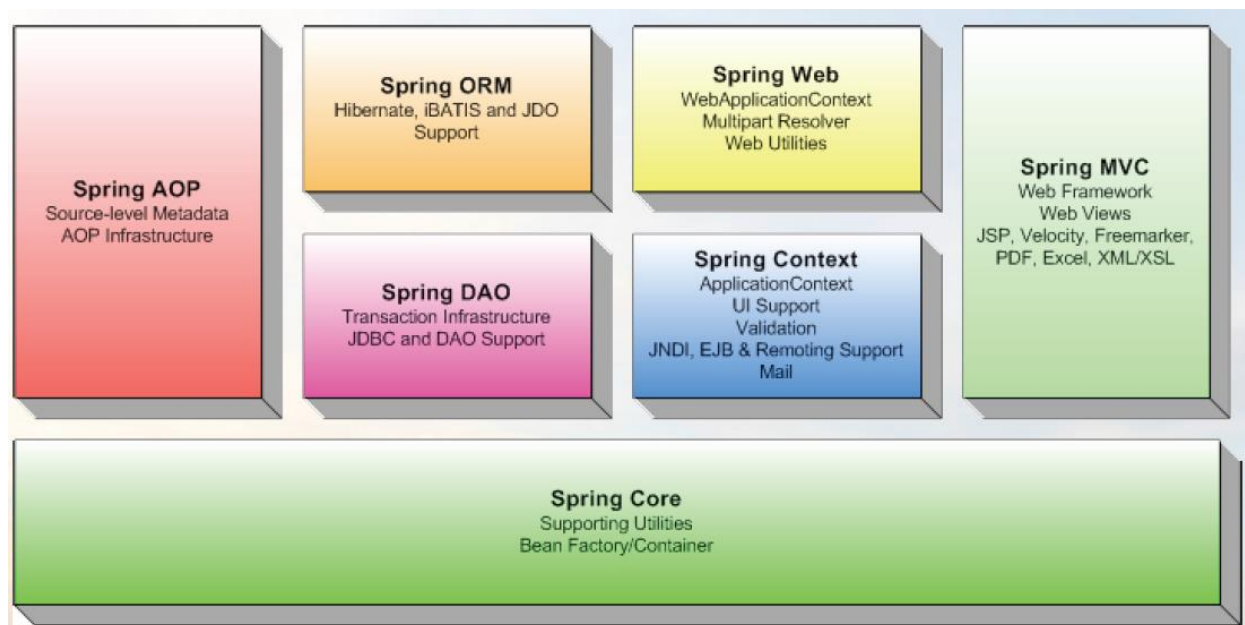 Spring AOP
Source-level Metadata
AOP Infrastructure
Spring ORM
Hibernate, iBATIS and JDO
Support
Spring DAO
Transaction Infrastructure
JDBC and DAO Support
Spring Web
WebApplicationContext
Multipart Resolver
Web Utilities
Spring Context
ApplicationContext
UI Support
Validation
JNDI, EJB & Remoting Support
Mail
Spring MVC
Web Framework
Web Views
JSP, Velocity, Freemarker,
PDF, Excel, XML/XSL
Spring Core
Supporting Utilities
Bean Factory/Container